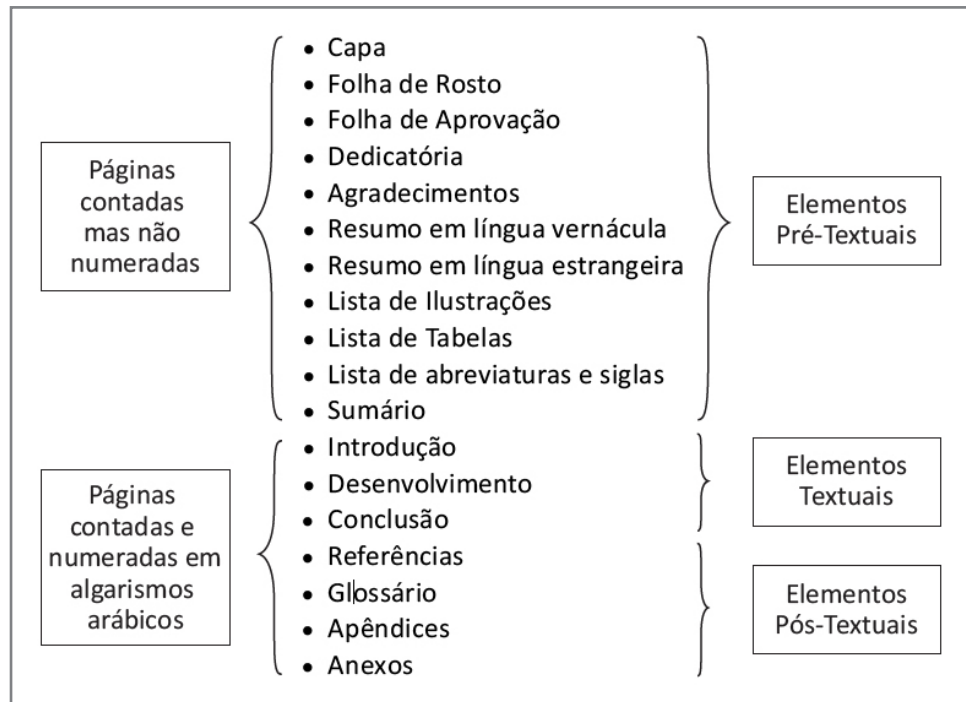 Páginas
contadas
mas não
numeradas
• Capa
• Folha de Rosto
• Folha de Aprovação
• Dedicatória
• Agradecimentos
• Resumo em língua vernácula
• Resumo em língua estrangeira
• Lista de Ilustrações
• Lista de Tabelas
• Lista de abreviaturas e siglas
• Sumário
Elementos
Pré-Textuais
Páginas
contadas e
numeradas em
algarismos
arábicos
• Introdução
• Desenvolvimento
• Conclusão
• Referências
• Glossário
• Apêndices
• Anexos
Elementos
Textuais
Elementos
Pós-Textuais